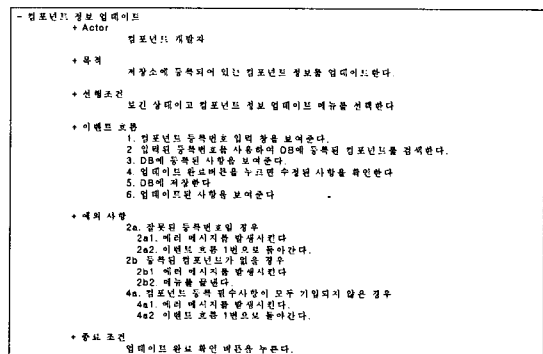 - 컴포넌트 정보 업데이트
+ Actor
컴포넌트 개발자
+ 목적
저장소에 등록되어 있는 컴포넌트 정보를 업데이트한다.
+ 선행조건
로긴 상태이고 컴포넌트 정보 업데이트 메뉴를 선택한다
+ 이벤트 흐름
1. 컴포넌트 등록번호 입력 창을 보여준다.
2 입력된 등록번호를 사용하여 DB에 등록된 컴포넌트를 검색한다.
3. DB에 등록된 사항을 보여준다.
4. 업데이트 완료버튼을 누르면 수정된 사항을 확인한다
5. DB에 저장한다
6. 업데이트된 사항을 보여준다
+ 예외 사항
2a. 잘못된 등록번호일 경우
2a1. 에러 메시지를 발생시킨다
2a2. 이벤트 흐름 1번으로 돌아간다.
2b 등록된 컴포넌트가 없을 경우
2b1 에러 메시지를 발생시킨다
2b2. 메뉴를 끝낸다.
4a. 컴포넌트 등록 필수사항이 모두 기입되지 않은 경우
4a1. 에러 메시지를 발생시킨다.
4a2 이벤트 흐름 1번으로 돌아간다.
+ 종료 조건
업데이트 완료 확인 버튼을 누른다.